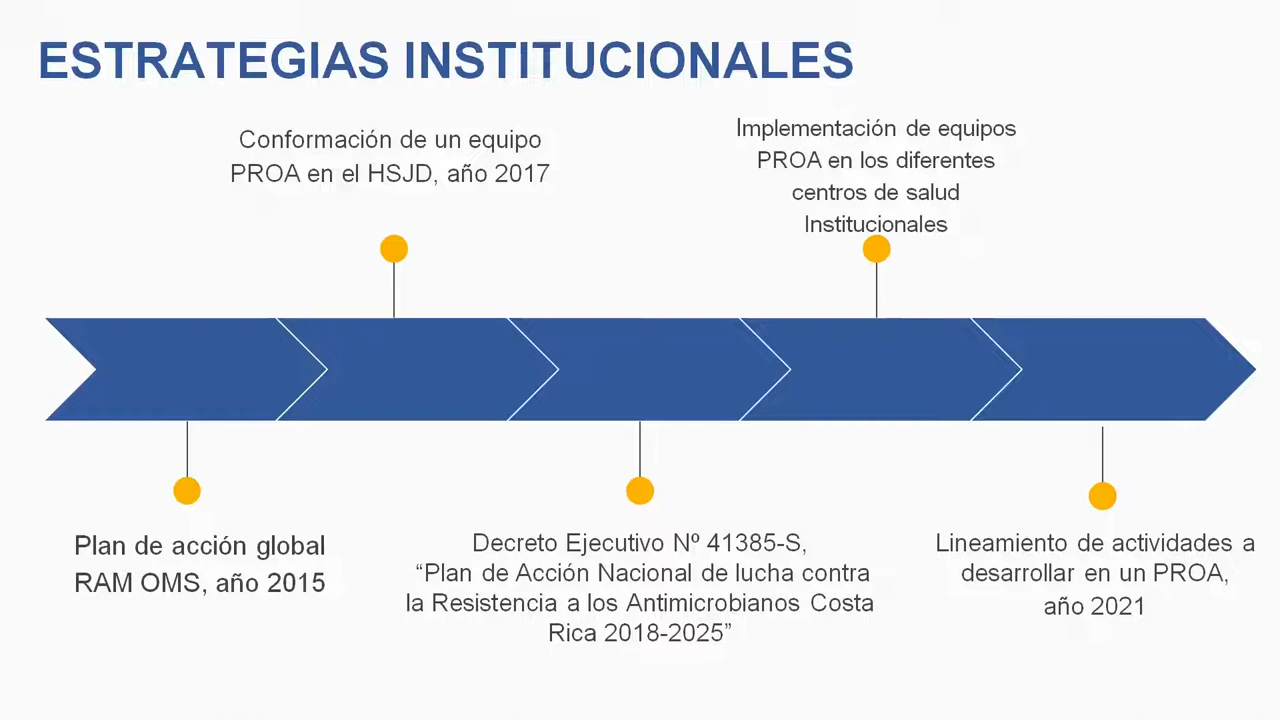 ESTRATEGIAS INSTITUCIONALES
Conformación de un equipo
PROA en el HSJD, año 2017
Implementación de equipos
PROA en los diferentes
centros de salud
Institucionales
Plan de acción global
RAM OMS, año 2015
Decreto Ejecutivo Nº 41385-S,
“Plan de Acción Nacional de lucha contra
la Resistencia a los Antimicrobianos Costa
Rica 2018-2025”
Lineamiento de actividades a
desarrollar en un PROA,
año 2021